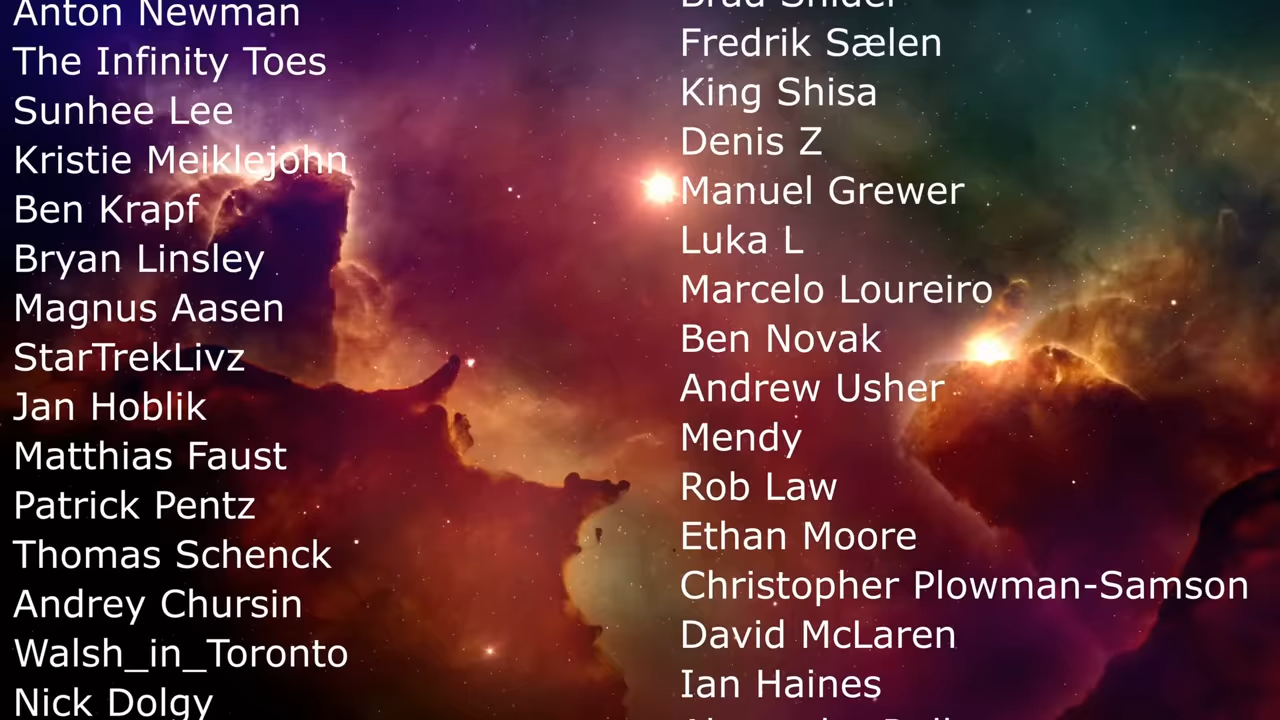 Anton Newman
The Infinity Toes
Sunhee Lee
Kristie Meiklejohn
Ben Krapf
Bryan Linsley
Magnus Aasen
StarTrekLivz
Jan Hoblik
Matthias Faust
Patrick Pentz
Thomas Schenck
Andrey Chursin
Walsh_in_Toronto
Nick Dolgy
Brad Snider
Fredrik Sælen
King Shisa
Denis Z
Manuel Grewer
Luka L
Marcelo Loureiro
Ben Novak
Andrew Usher
Mendy
Rob Law
Ethan Moore
Christopher Plowman-Samson
David McLaren
Ian Haines